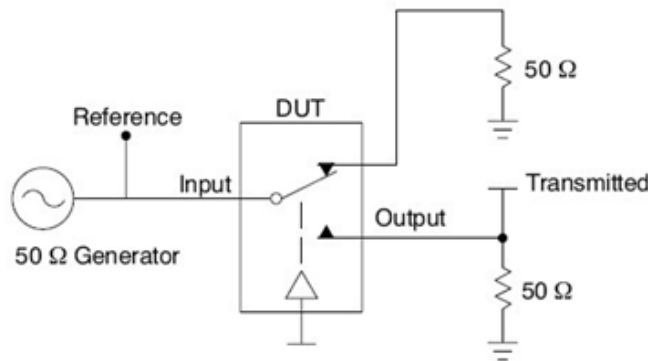 50 Ω
DUT
Reference
Input
Transmitted
Output
50 Ω Generator
50 Ω